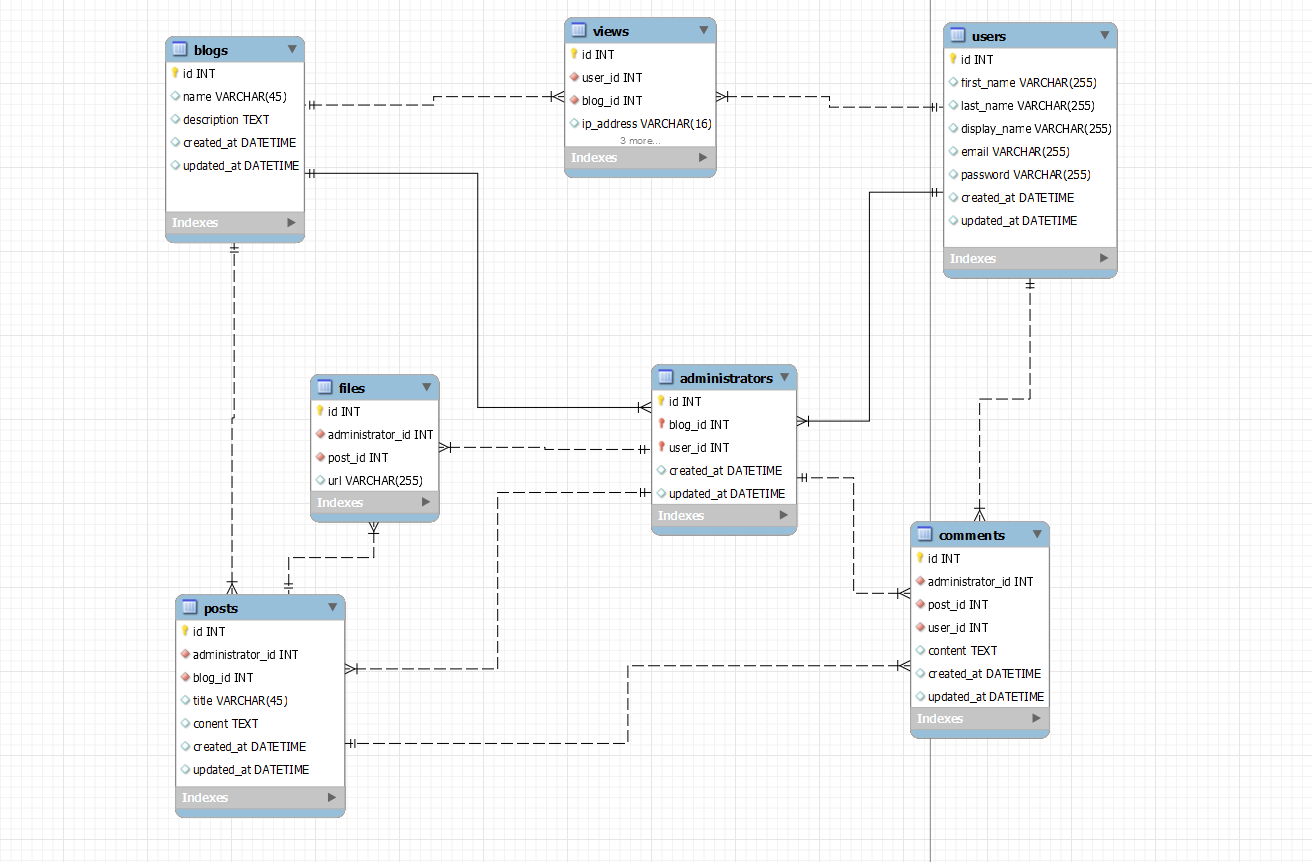 blogs
id INT
name VARCHAR(45)
description TEXT
created_at DATETIME
updated_at DATETIME
Indexes
views
id INT
user_id INT
blog_id INT
ip_address VARCHAR(16)
3 more...
Indexes
users
id INT
first_name VARCHAR(255)
last_name VARCHAR(255)
display_name VARCHAR(255)
email VARCHAR(255)
password VARCHAR(255)
created_at DATETIME
updated_at DATETIME
Indexes
files
id INT
administrator_id INT
post_id INT
url VARCHAR(255)
Indexes
administrators
id INT
blog_id INT
user_id INT
created_at DATETIME
updated_at DATETIME
Indexes
posts
id INT
administrator_id INT
blog_id INT
title VARCHAR(45)
conent TEXT
created_at DATETIME
updated_at DATETIME
Indexes
comments
id INT
administrator_id INT
post_id INT
user_id INT
content TEXT
created_at DATETIME
updated_at DATETIME
Indexes